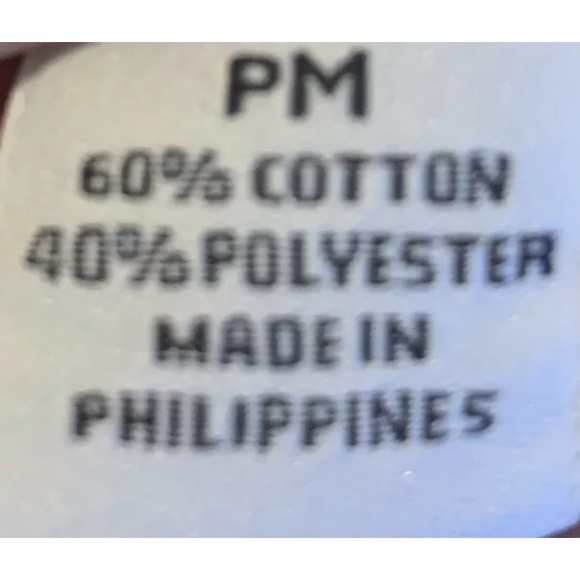 PM
60% COTTON
40% POLYESTER
MADE IN
PHILIPPINES